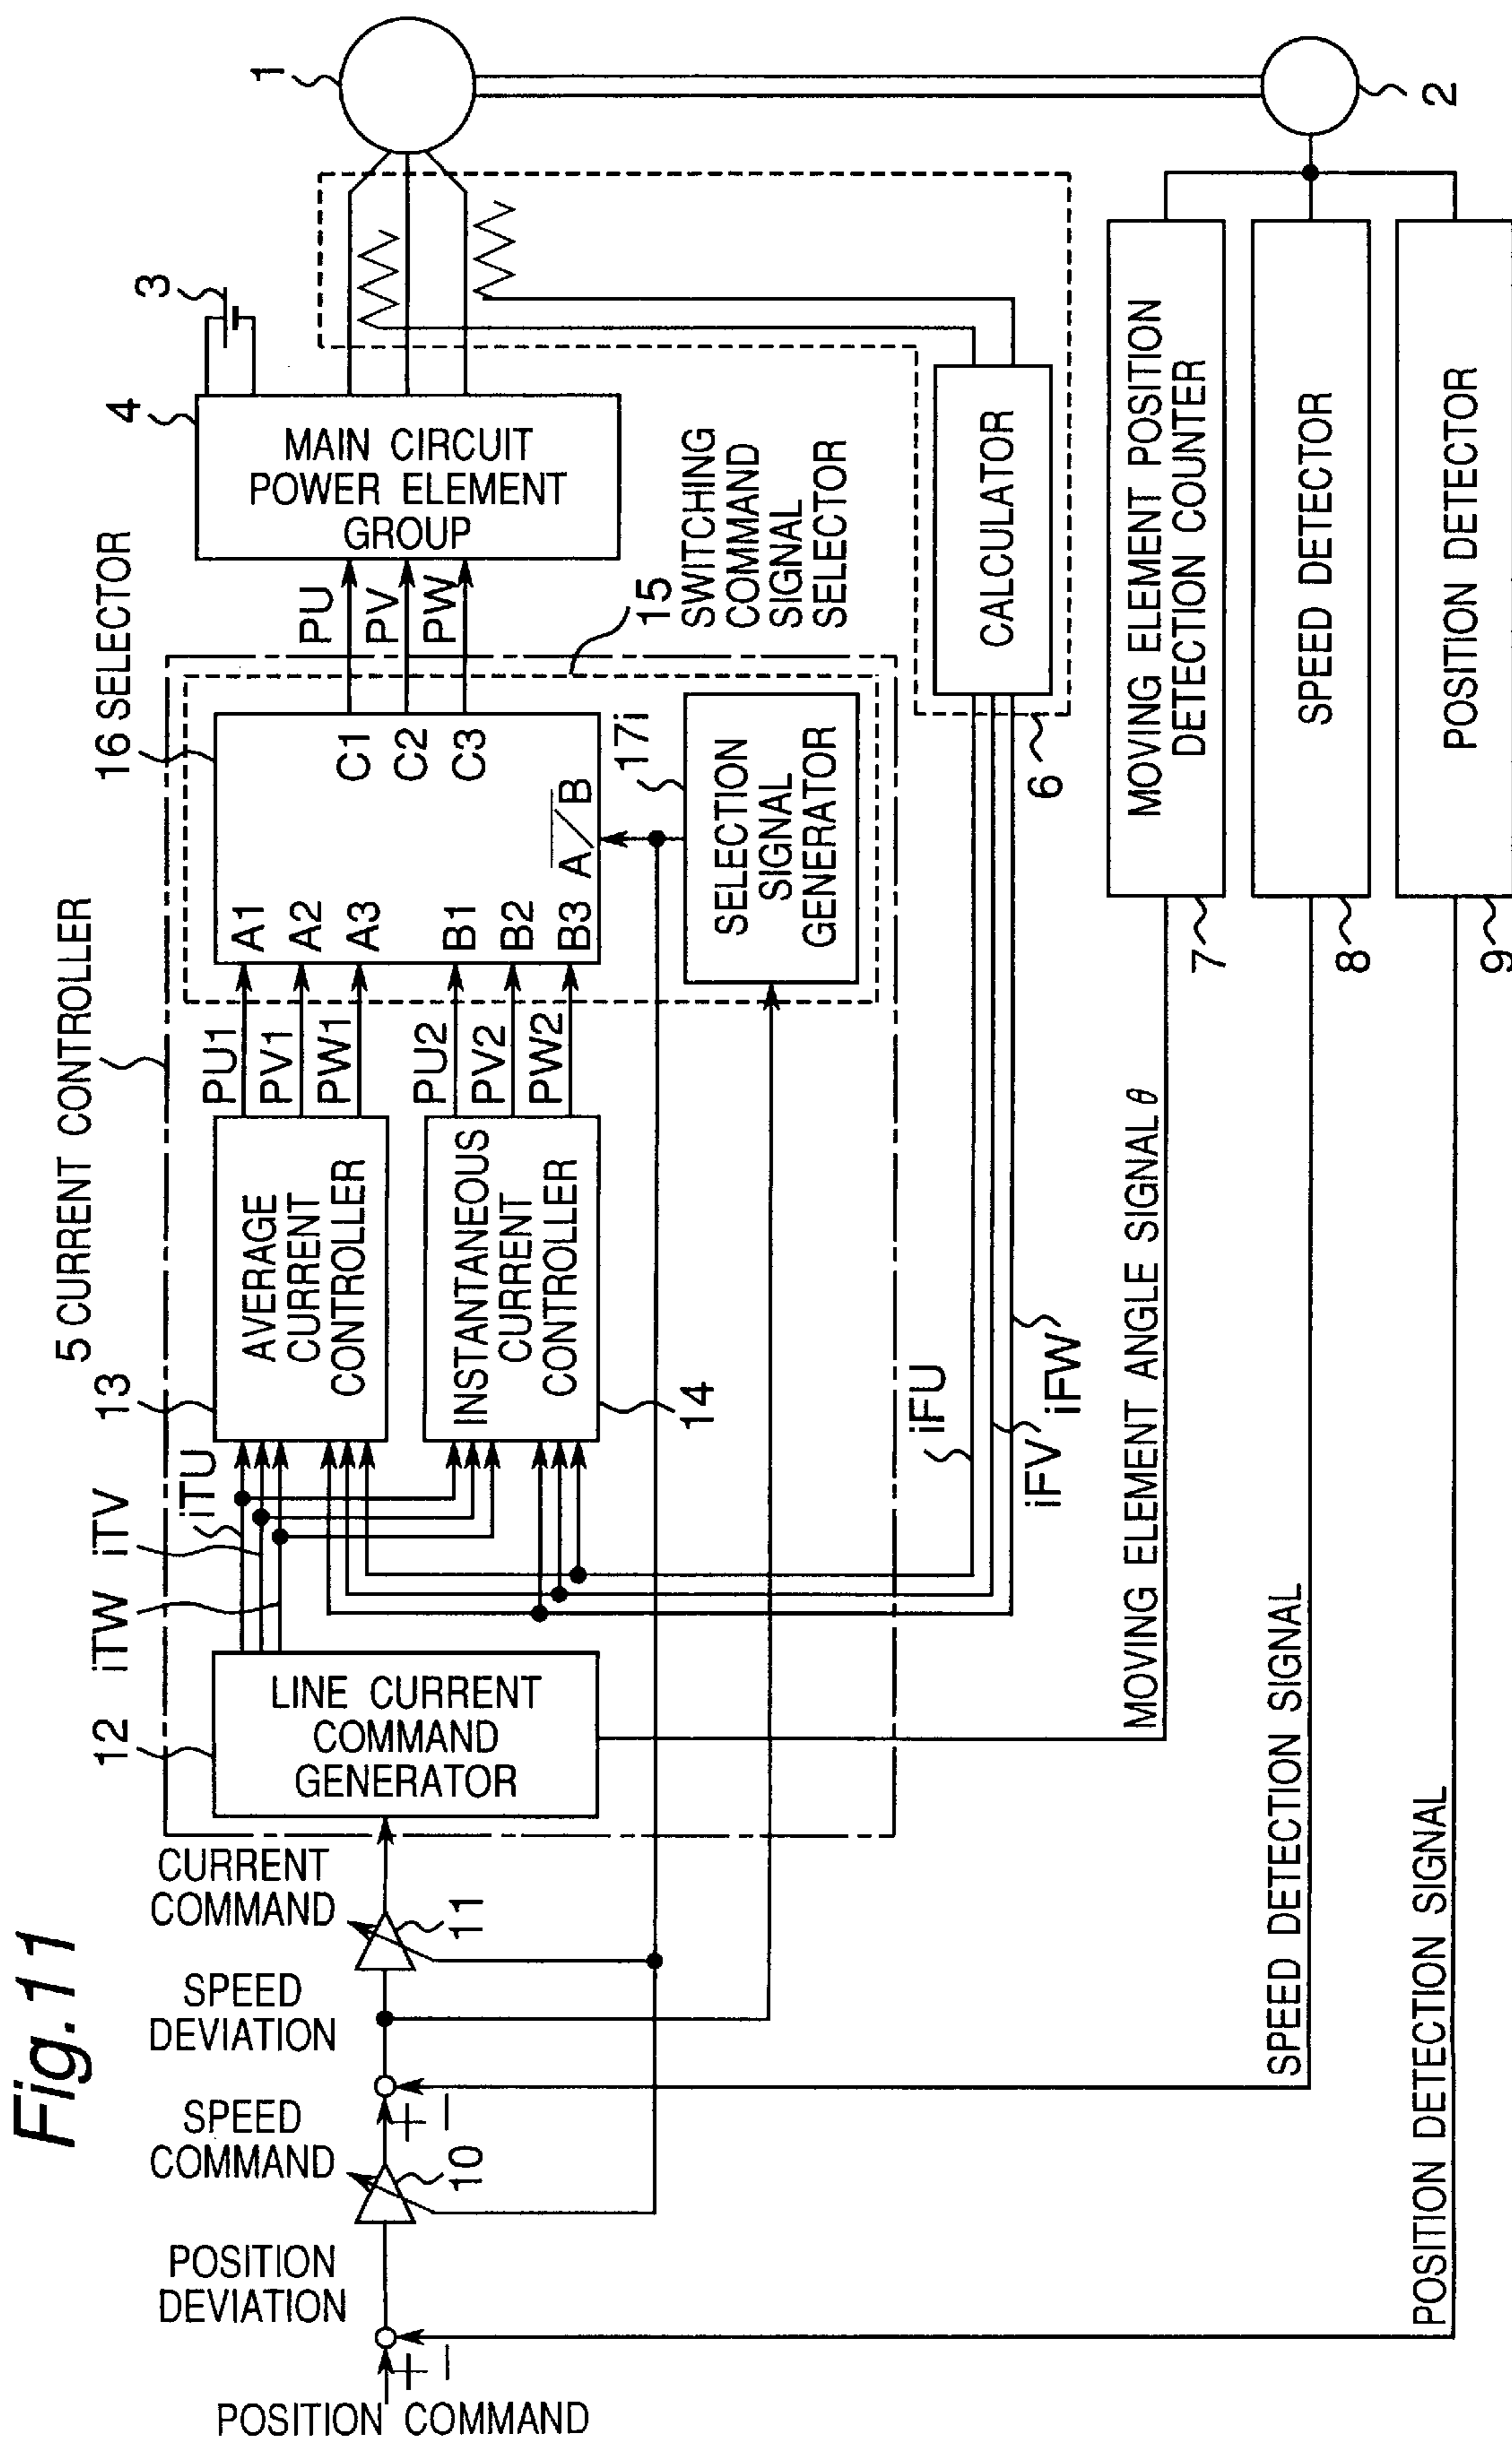 Fig. 11
5 CURRENT CONTROLLER
16 SELECTOR
4
3
1
12
iTW
iTV
iTU
13
POSITION COMMAND
+
−
POSITION
DEVIATION
10
SPEED
COMMAND
+
−
SPEED
DEVIATION
11
CURRENT
COMMAND
LINE CURRENT
COMMAND
GENERATOR
AVERAGE
CURRENT
CONTROLLER
INSTANTANEOUS
CURRENT
CONTROLLER
14
PU1
PV1
PW1
PU2
PV2
PW2
A1
A2
A3
B1
B2
B3
C1
C2
C3
A/B
SELECTION
SIGNAL
GENERATOR
17i
PU
PV
PW
15
SWITCHING
COMMAND
SIGNAL
SELECTOR
MAIN CIRCUIT
POWER ELEMENT
GROUP
CALCULATOR
6
iFU
iFV
iFW
MOVING ELEMENT ANGLE SIGNAL θ
7
MOVING ELEMENT POSITION
DETECTION COUNTER
SPEED DETECTION SIGNAL
8
SPEED DETECTOR
POSITION DETECTION SIGNAL
9
POSITION DETECTOR
2